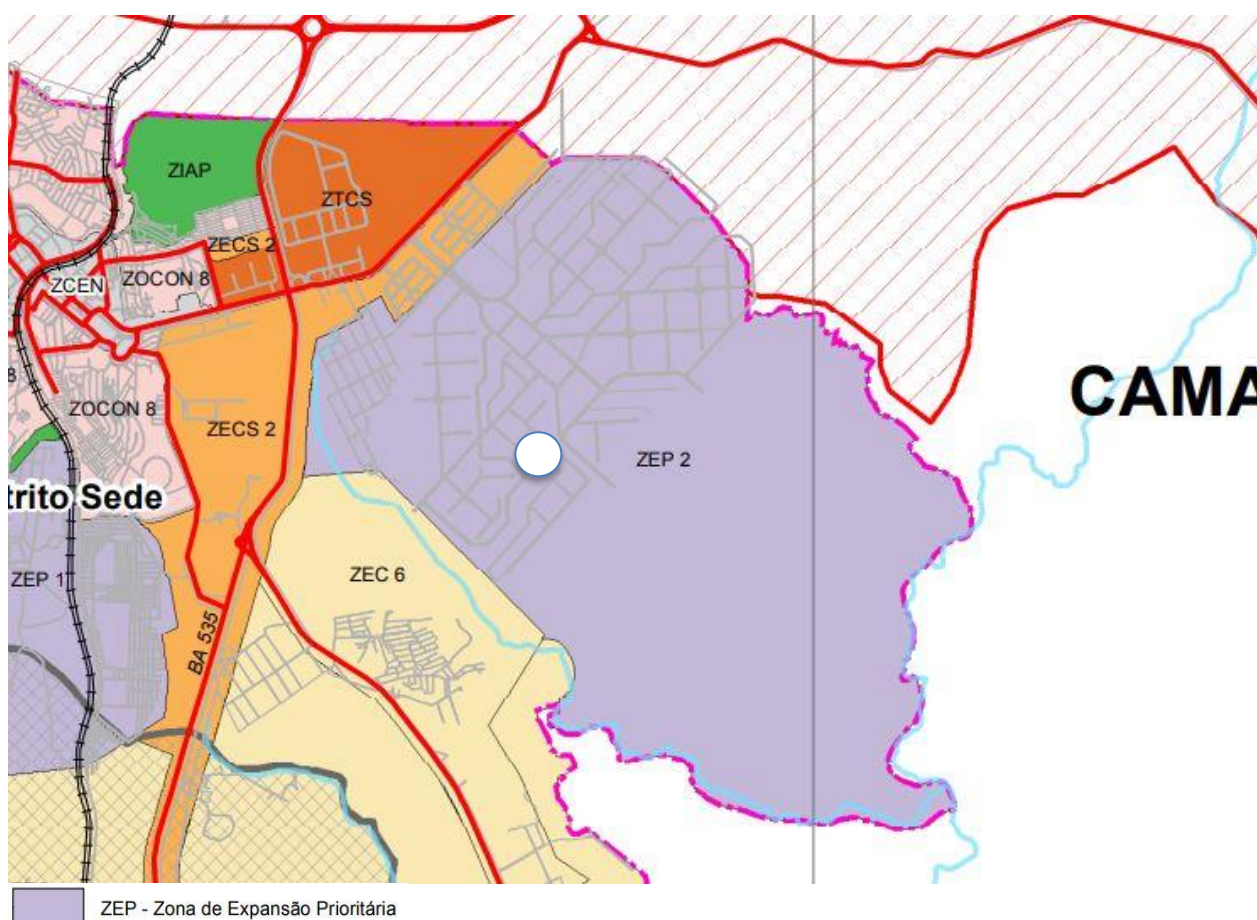 ZIAP
ZTCS
ZECS 2
ZOCON 8
ZCEN
8
ZOCON 8
ZECS 2
ZEP 2
CAMA
trito Sede
ZEP 1
ZEC 6
BA 535
ZEP - Zona de Expansão Prioritária